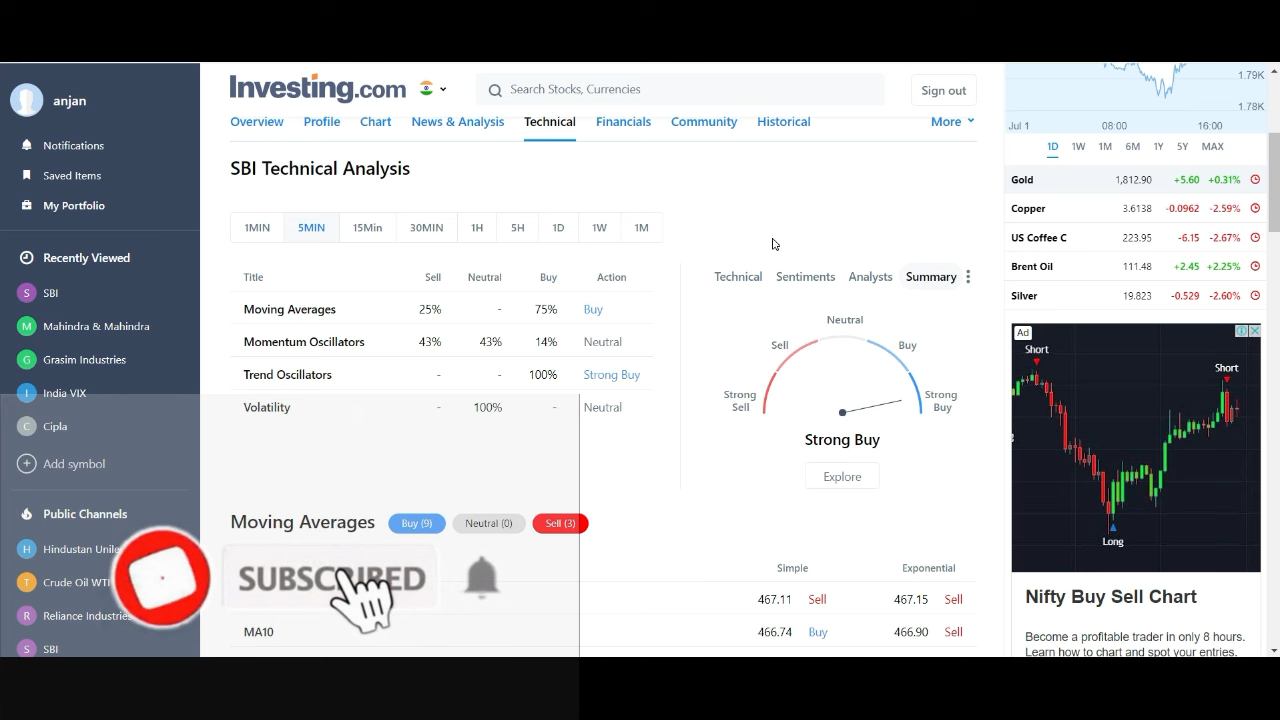 anjan
Notifications
Saved Items
My Portfolio
Recently Viewed
S SBI
M Mahindra & Mahindra
G Grasim Industries
I India VIX
C Cipla
+ Add symbol
Public Channels
H Hindustan Unile
T Crude Oil WTI
R Reliance Industries
S SBI
Investing.com
Search Stocks, Currencies
Sign out
Overview Profile Chart News & Analysis Technical Financials Community Historical More
SBI Technical Analysis
1MIN 5MIN 15Min 30MIN 1H 5H 1D 1W 1M
Title Sell Neutral Buy Action
Moving Averages 25% - 75% Buy
Momentum Oscillators 43% 43% 14% Neutral
Trend Oscillators - - 100% Strong Buy
Volatility - 100% - Neutral
Technical Sentiments Analysts Summary
Neutral
Sell Buy
Strong Sell Strong Buy
Strong Buy
Explore
Moving Averages Buy (9) Neutral (0) Sell (3)
Simple Exponential
467.11 Sell 467.15 Sell
MA10 466.74 Buy 466.90 Sell
SUBSCRIBED
1.79K
1.78K
Jul 1 08:00 16:00
1D 1W 1M 6M 1Y 5Y MAX
Gold 1,812.90 +5.60 +0.31%
Copper 3.6138 -0.0962 -2.59%
US Coffee C 223.95 -6.15 -2.67%
Brent Oil 111.48 +2.45 +2.25%
Silver 19.823 -0.529 -2.60%
Ad
Short
Short
Long
Nifty Buy Sell Chart
Become a profitable trader in only 8 hours.
Learn how to chart and spot your entries.